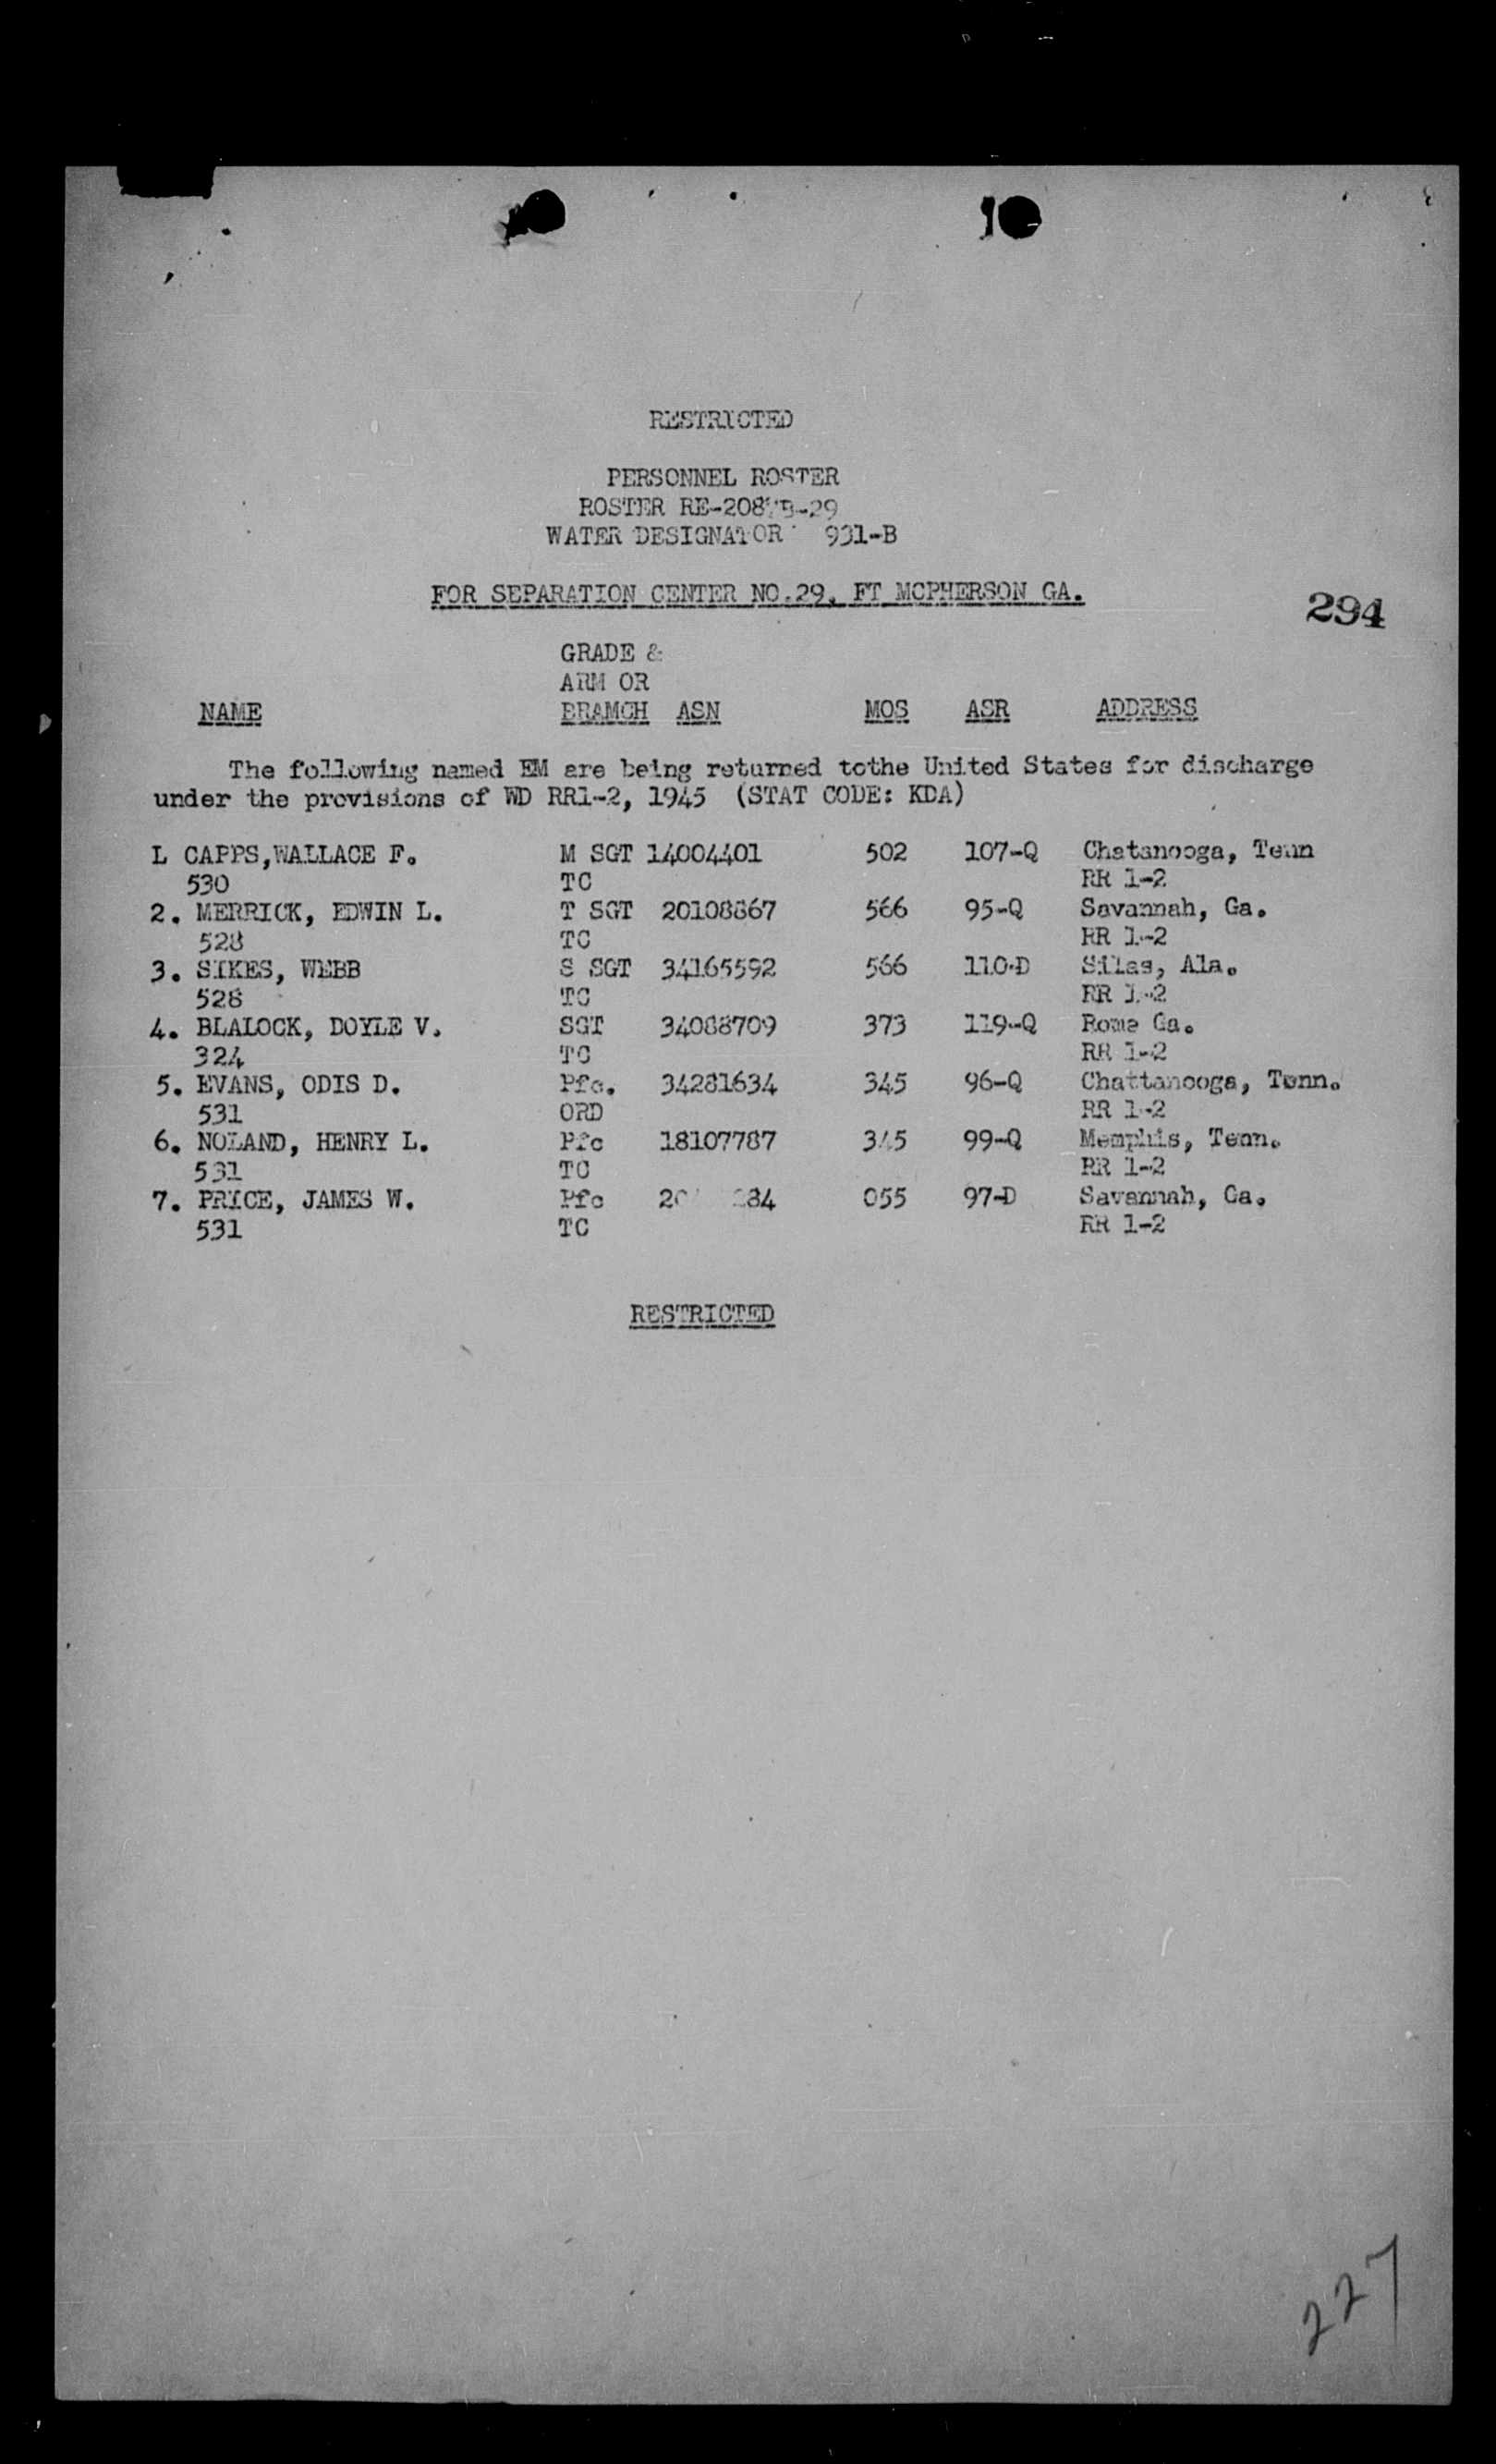 RESTRICTED
PERSONNEL ROSTER
ROSTER
WATER DESIGNATOR 931-B
FOR SEPARATION CENTER NO.29, FT MCPHERSON GA.
294
GRADE &
ARM OR
NAME BRAMCH ASN MOS ASR ADDRESS
The following named EM are being returned tothe United States for discharge
under the provisions of WD RR1-2, 1945 (STAT CODE: KDA)
L CAPPS,WALLACE F. M SGT 14004401 502 107-Q Chatanooga, Tenn
530 TC RR 1-2
2. MERRICK, EDWIN L. T SGT 20108867 566 95-Q Savannah, Ga.
528 TC RR 1-2
3. SIKES, WEBB S SGT 34165592 566 110-D Silas, Ala.
528 TC RR 1-2
4. BLALOCK, DOYLE V. SGT 34088709 373 119-Q Rome Ga.
324 TC RR 1-2
5. EVANS, ODIS D. Pfc. 34281634 345 96-Q Chattanooga, Tenn.
531 ORD RR 1-2
6. NOLAND, HENRY L. Pfc 18107787 345 99-Q Memphis, Tenn.
531 TC RR 1-2
7. PRICE, JAMES W. Pfc 055 97-D Savannah, Ga.
531 TC RR 1-2
RESTRICTED
227